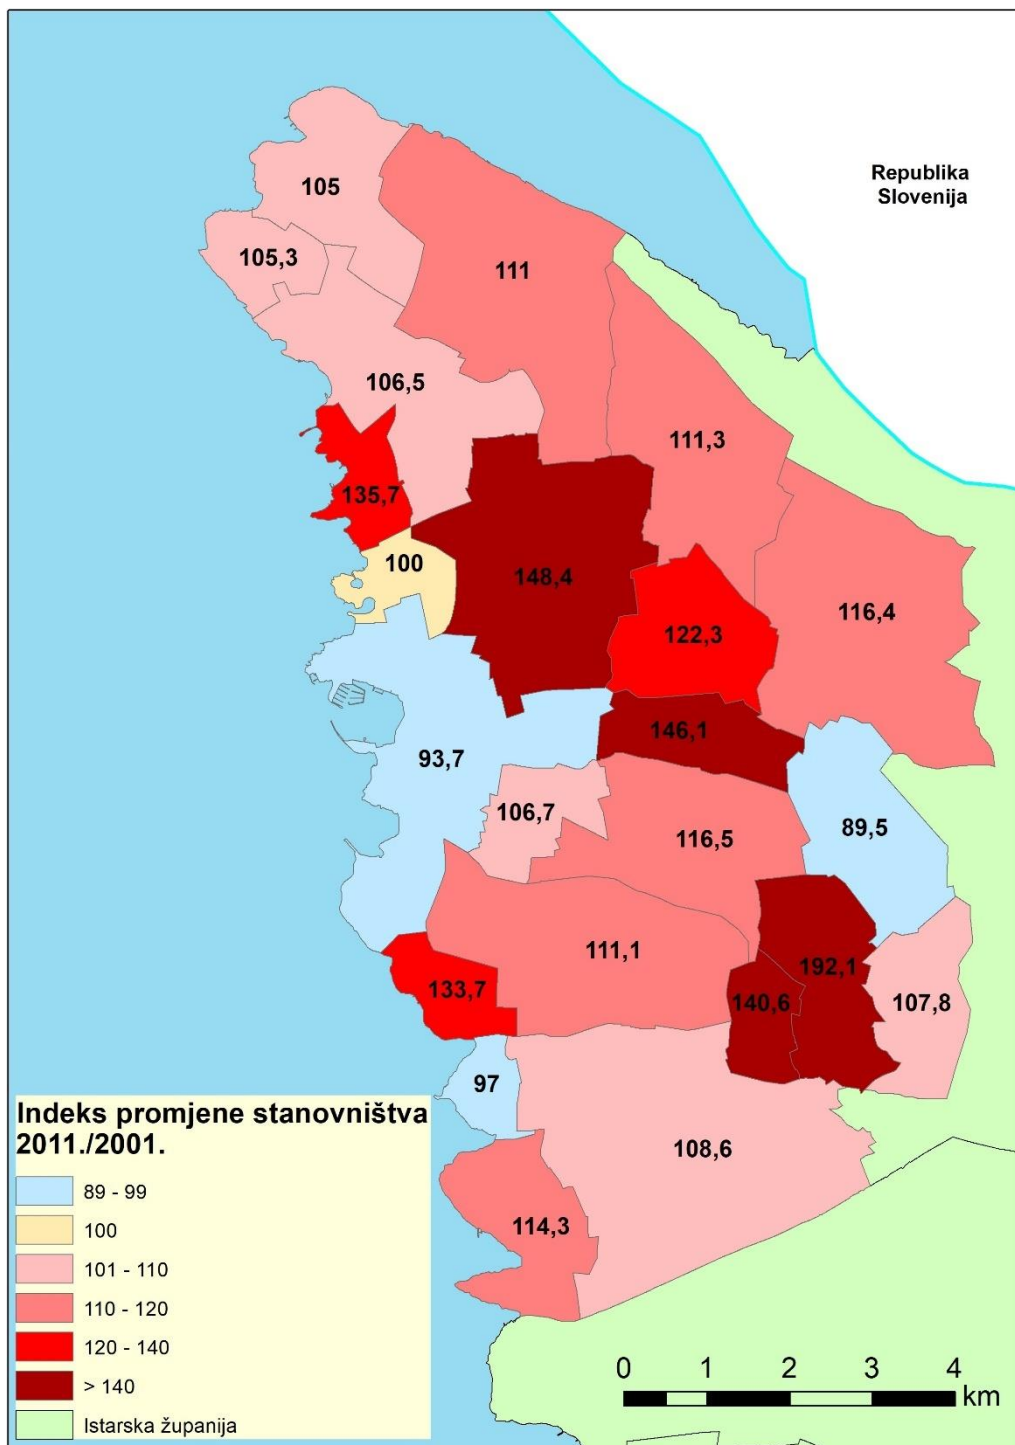 Republika
Slovenija
105
105,3
111
106,5
111,3
135,7
100
148,4
116,4
122,3
146,1
93,7
106,7
116,5
89,5
111,1
192,1
133,7
140,6
107,8
97
108,6
114,3
Indeks promjene stanovništva
2011./2001.
89 - 99
100
101 - 110
110 - 120
120 - 140
> 140
Istarska županija
0 1 2 3 4
km